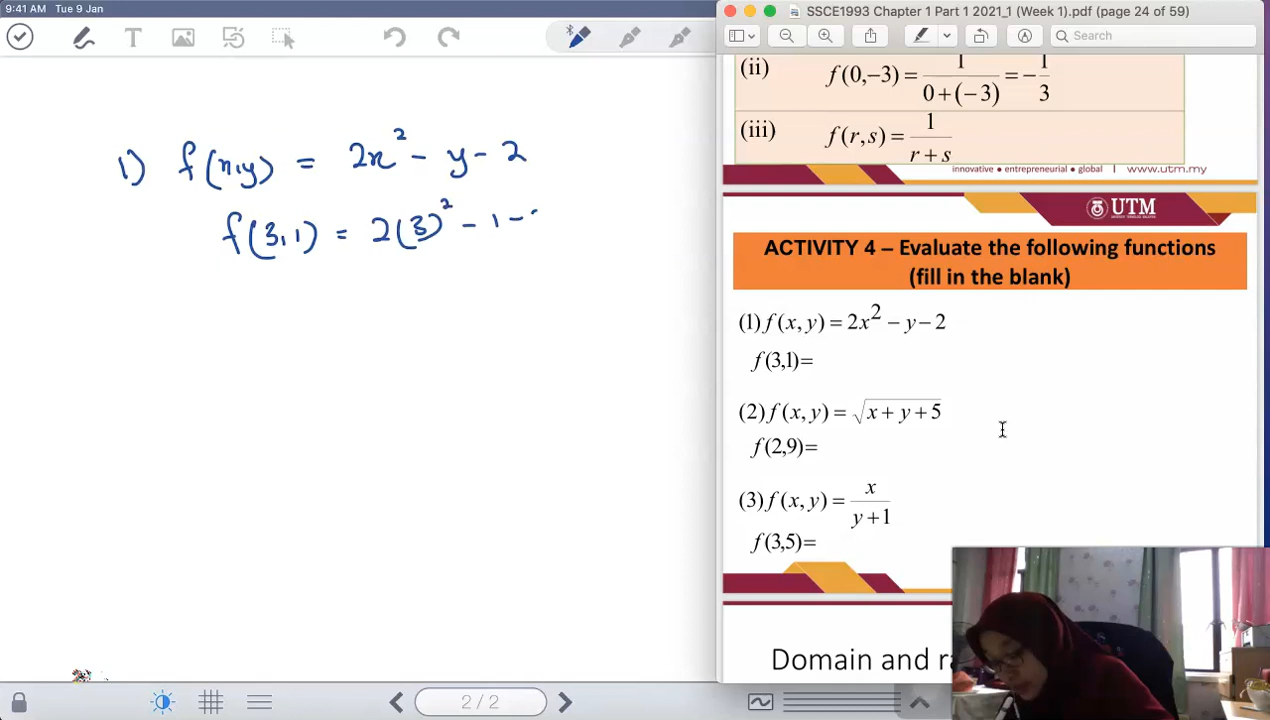 9:41 AM Tue 9 Jan
SSCE1993 Chapter 1 Part 1 2021_1 (Week 1).pdf (page 24 of 59)
Search
1) f(x,y) = 2x² - y - 2
f(3,1) = 2(3)² - 1 -
2 / 2
(ii) f(0,−3) = 1/(0+(−3)) = −1/3
(iii) f(r,s) = 1/(r+s)
innovative • entrepreneurial • global | www.utm.my
UTM
ACTIVITY 4 – Evaluate the following functions
(fill in the blank)
(1) f(x, y) = 2x² − y − 2
f(3,1)=
(2) f(x, y) = √(x + y + 5)
f(2,9)=
(3) f(x, y) = x/(y+1)
f(3,5)=
Domain and